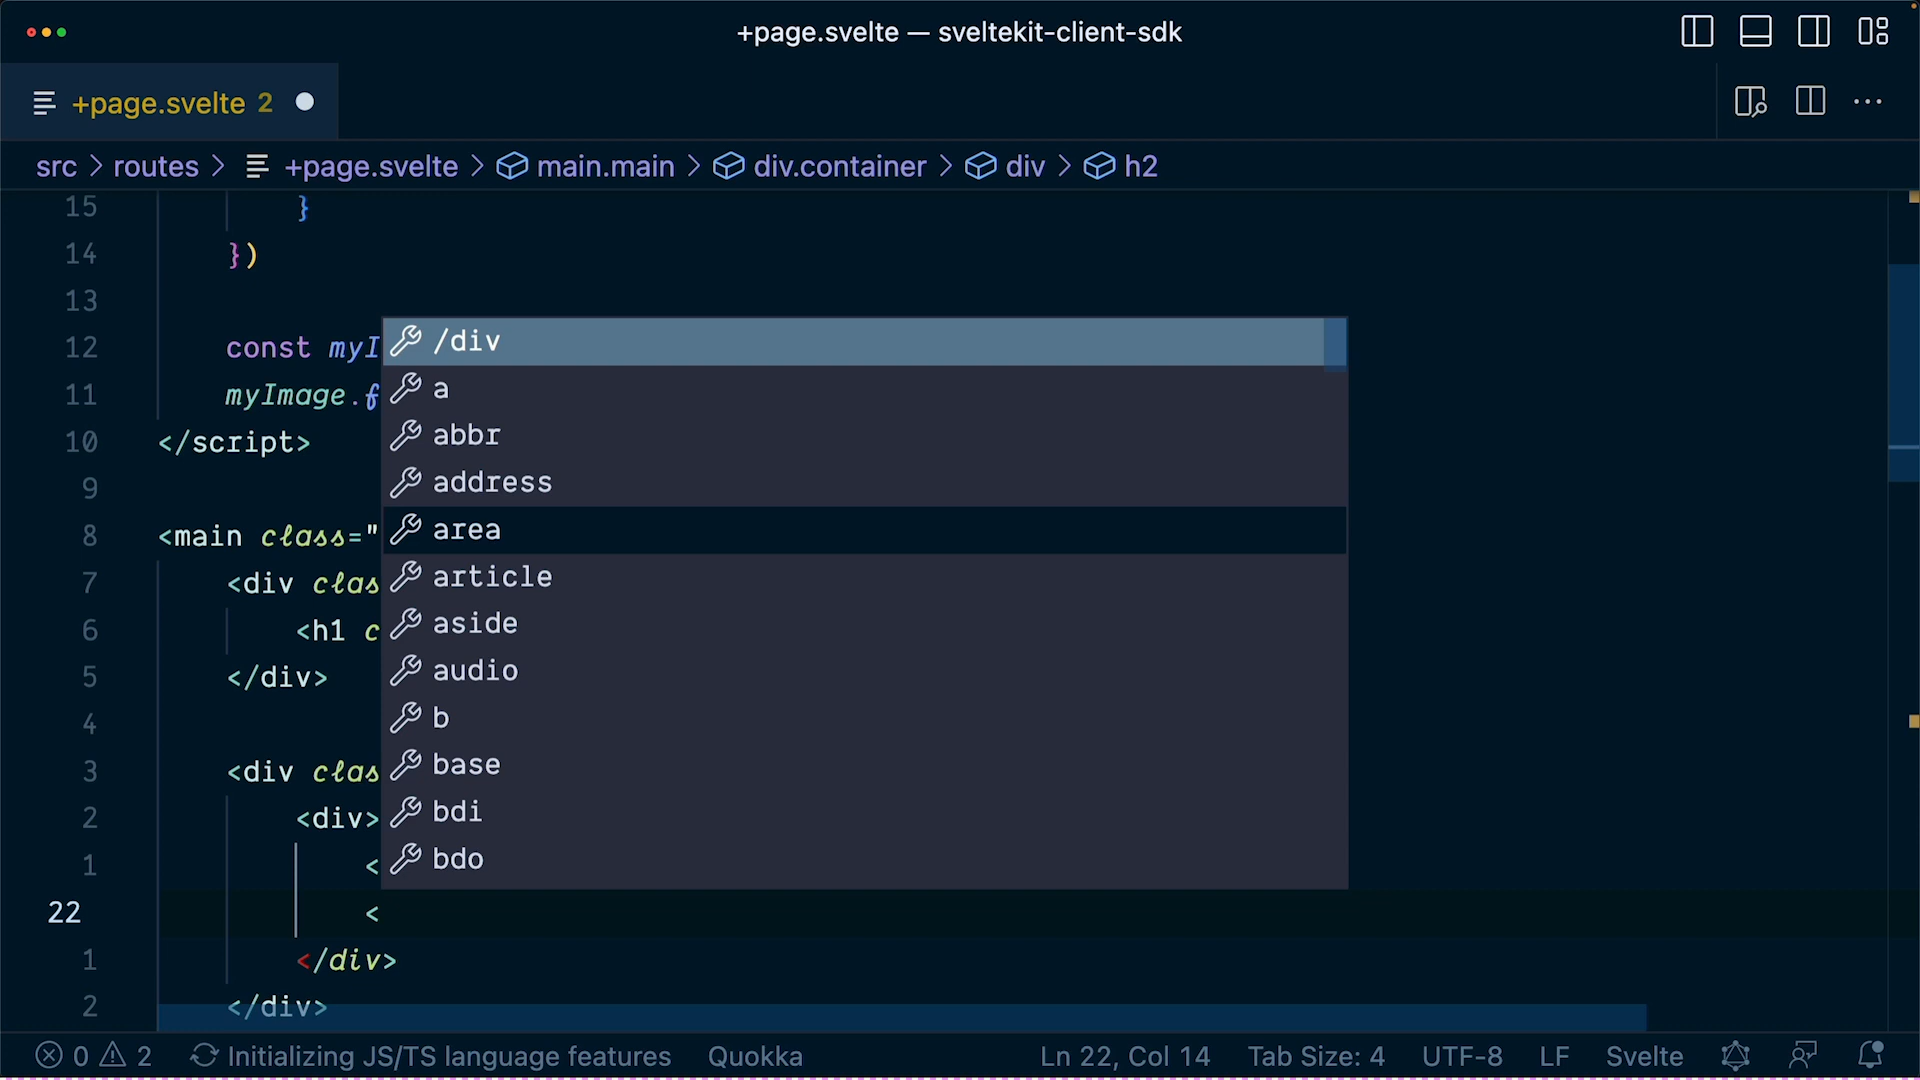 +page.svelte — sveltekit-client-sdk
+page.svelte 2
src > routes > +page.svelte > main.main > div.container > div > h2
15 }
14 })
13
12 const myI
11 myImage.f
10 </script>
9
8 <main class="
7 <div clas
6 <h1 c
5 </div>
4
3 <div clas
2 <div>
1 <
22 <
1 </div>
2 </div>
/div
a
abbr
address
area
article
aside
audio
b
base
bdi
bdo
0 2 Initializing JS/TS language features Quokka Ln 22, Col 14 Tab Size: 4 UTF-8 LF Svelte